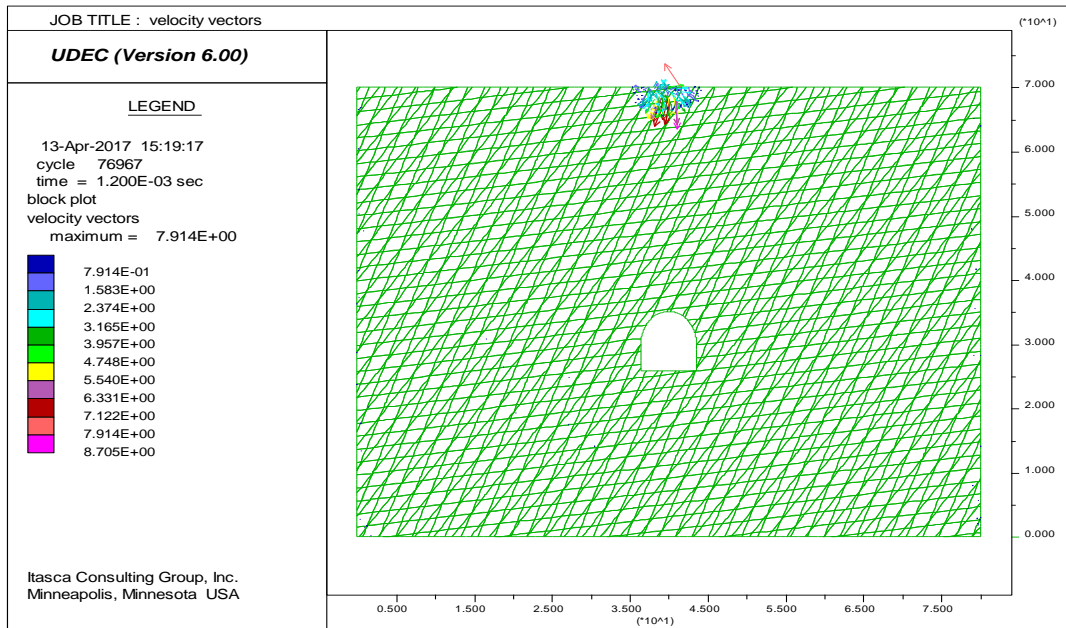 JOB TITLE : velocity vectors
(*10^1)
UDEC (Version 6.00)
LEGEND
13-Apr-2017 15:19:17
cycle 76967
time = 1.200E-03 sec
block plot
velocity vectors
maximum = 7.914E+00
7.914E-01
1.583E+00
2.374E+00
3.165E+00
3.957E+00
4.748E+00
5.540E+00
6.331E+00
7.122E+00
7.914E+00
8.705E+00
Itasca Consulting Group, Inc.
Minneapolis, Minnesota USA
7.000
6.000
5.000
4.000
3.000
2.000
1.000
0.000
0.500 1.500 2.500 3.500 4.500 5.500 6.500 7.500
(*10^1)